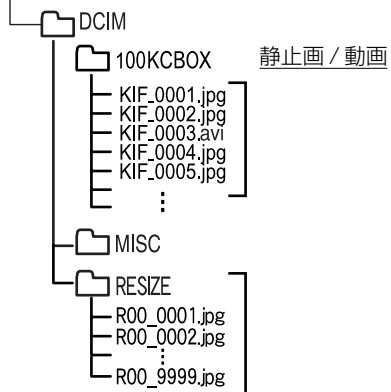 DCIM
100KCBOX
静止画 / 動画
KIF_0001.jpg
KIF_0002.jpg
KIF_0003.avi
KIF_0004.jpg
KIF_0005.jpg
⋮
MISC
RESIZE
R00_0001.jpg
R00_0002.jpg
⋮
R00_9999.jpg